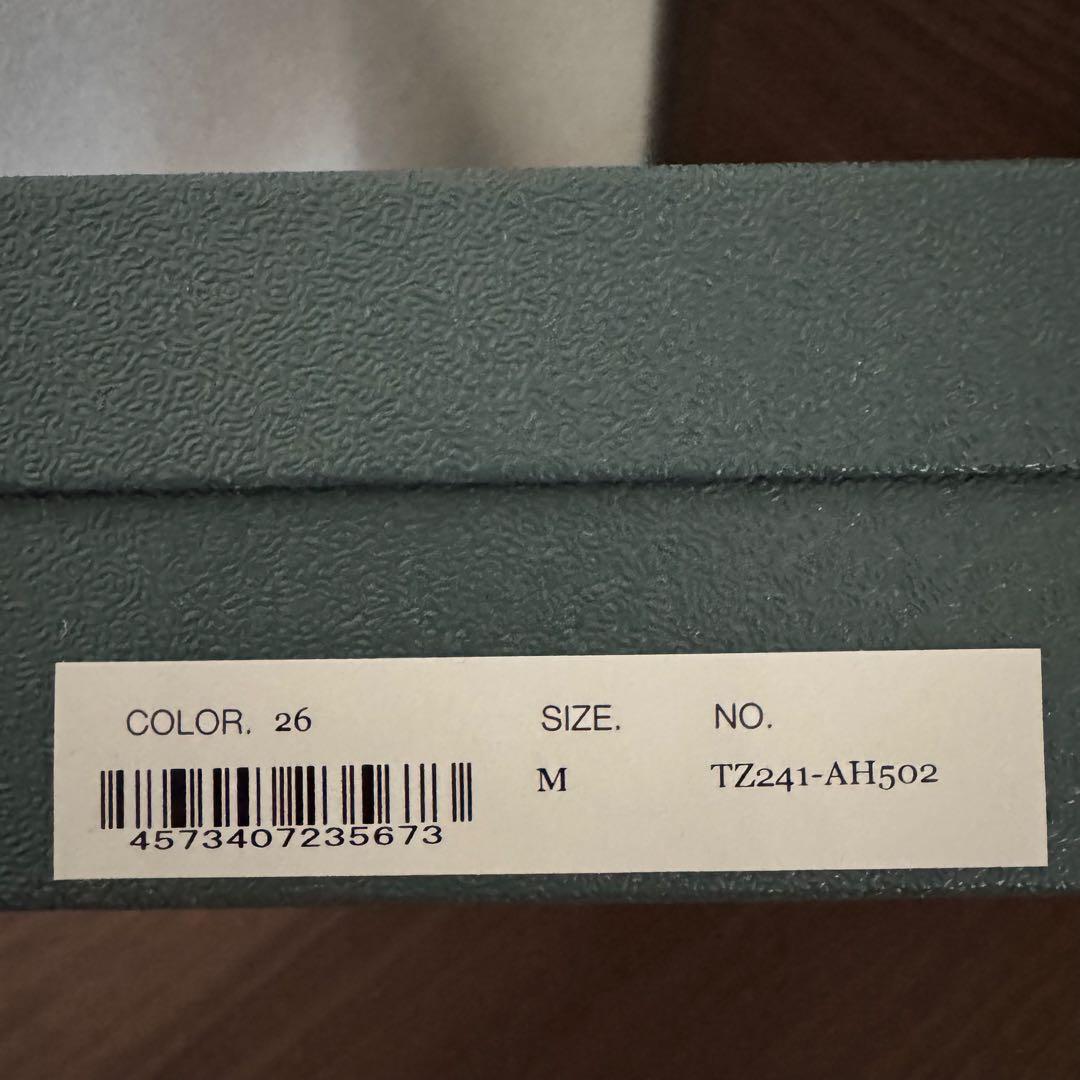 COLOR. 26
4573407235673
SIZE.
M
NO.
TZ241-AH502